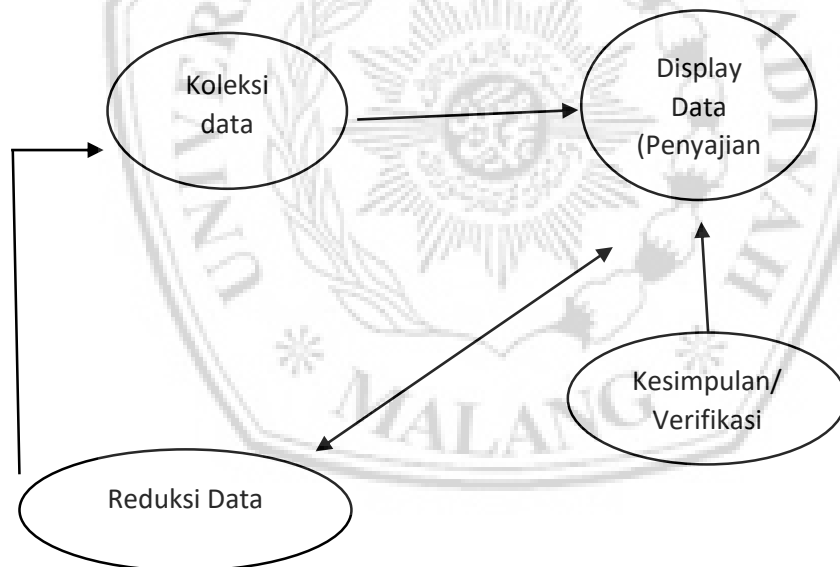 Koleksi
data
Display
Data
(Penyajian
Kesimpulan/
Verifikasi
Reduksi Data
MALANG